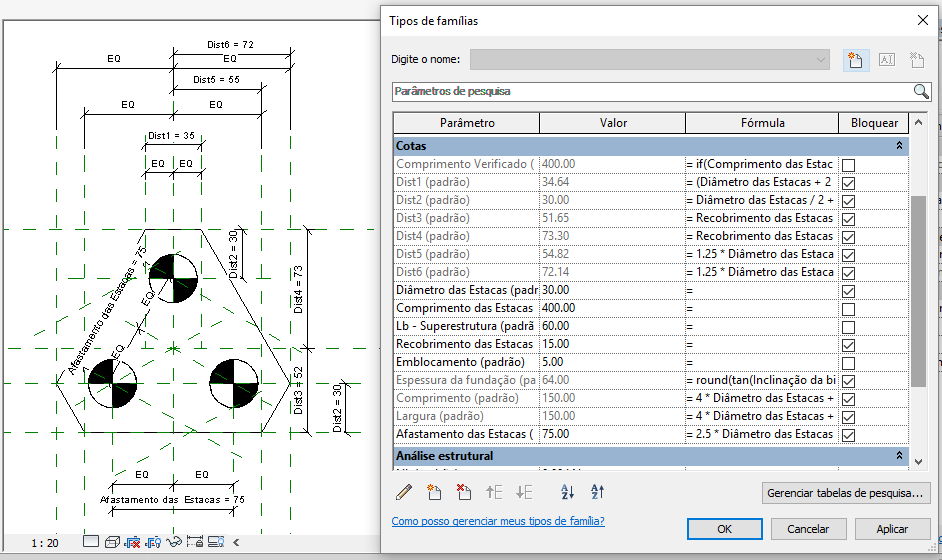 Dist6 = 72
EQ EQ
Dist5 = 55
EQ EQ
Dist1 = 35
EQ EQ
Afastamento das Estacas = 75
EQ
EQ
Dist2 = 30
Dist4 = 73
Dist3 = 52
Dist2 = 30
EQ EQ
Afastamento das Estacas = 75
1 : 20
Tipos de famílias
Digite o nome:
Parâmetros de pesquisa
Parâmetro Valor Fórmula Bloquear
Cotas
Comprimento Verificado ( 400.00 = if(Comprimento das Estac
Dist1 (padrão) 34.64 = (Diâmetro das Estacas + 2
Dist2 (padrão) 30.00 = Diâmetro das Estacas / 2 +
Dist3 (padrão) 51.65 = Recobrimento das Estacas
Dist4 (padrão) 73.30 = Recobrimento das Estacas
Dist5 (padrão) 54.82 = 1.25 * Diâmetro das Estaca
Dist6 (padrão) 72.14 = 1.25 * Diâmetro das Estaca
Diâmetro das Estacas (padr 30.00 =
Comprimento das Estacas 400.00 =
Lb - Superestrutura (padrã 60.00 =
Recobrimento das Estacas 15.00 =
Emblocamento (padrão) 5.00 =
Espessura da fundação (pa 64.00 = round(tan(Inclinação da bi
Comprimento (padrão) 150.00 = 4 * Diâmetro das Estacas +
Largura (padrão) 150.00 = 4 * Diâmetro das Estacas +
Afastamento das Estacas ( 75.00 = 2.5 * Diâmetro das Estacas
Análise estrutural
Gerenciar tabelas de pesquisa...
Como posso gerenciar meus tipos de família?
OK Cancelar Aplicar